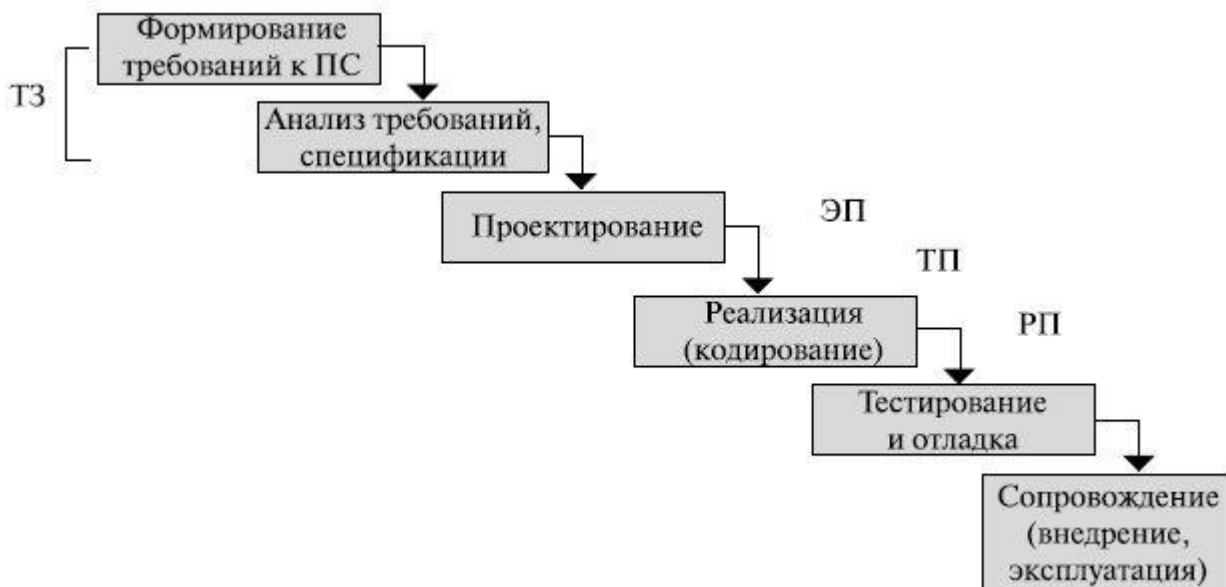 Формирование
требований к ПС
ТЗ
Анализ требований,
спецификации
Проектирование
ЭП
ТП
Реализация
(кодирование)
РП
Тестирование
и отладка
Сопровождение
(внедрение,
эксплуатация)